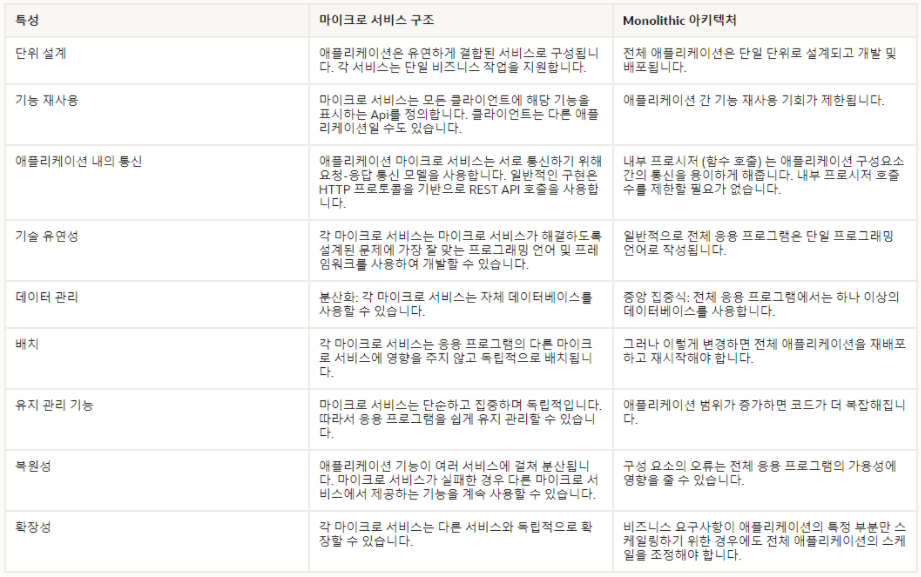 특성
마이크로 서비스 구조
Monolithic 아키텍처
단위 설계
애플리케이션은 유연하게 결합된 서비스로 구성됩니
다. 각 서비스는 단일 비즈니스 작업을 지원합니다.
전체 애플리케이션은 단일 단위로 설계되고 개발 및
배포됩니다.
기능 재사용
마이크로 서비스는 모든 클라이언트에 해당 기능을
표시하는 Api를 정의합니다. 클라이언트는 다른 애플
리케이션일 수도 있습니다.
애플리케이션 간 기능 재사용 기회가 제한됩니다.
애플리케이션 내의 통신
애플리케이션 마이크로 서비스는 서로 통신하기 위해
요청-응답 통신 모델을 사용합니다. 일반적인 구현은
HTTP 프로토콜을 기반으로 REST API 호출을 사용합
니다.
내부 프로시저 (함수 호출) 는 애플리케이션 구성요소
간의 통신을 용이하게 해줍니다. 내부 프로시저 호출
수를 제한할 필요가 없습니다.
기술 유연성
각 마이크로 서비스는 마이크로 서비스가 해결하도록
설계된 문제에 가장 잘 맞는 프로그래밍 언어 및 프레
임워크를 사용하여 개발할 수 있습니다.
일반적으로 전체 응용 프로그램은 단일 프로그래밍
언어로 작성됩니다.
데이터 관리
분산화: 각 마이크로 서비스는 자체 데이터베이스를
사용할 수 있습니다.
중앙 집중식: 전체 응용 프로그램에서는 하나 이상의
데이터베이스를 사용합니다.
배치
각 마이크로 서비스는 응용 프로그램의 다른 마이크
로 서비스에 영향을 주지 않고 독립적으로 배치됩니
다.
그러나 이렇게 변경하면 전체 애플리케이션을 재배포
하고 재시작해야 합니다.
유지 관리 기능
마이크로 서비스는 단순하고 집중하며 독립적입니다.
따라서 응용 프로그램을 쉽게 유지 관리할 수 있습니
다.
애플리케이션 범위가 증가하면 코드가 더 복잡해집니
다.
복원성
애플리케이션 기능이 여러 서비스에 걸쳐 분산됩니
다. 마이크로 서비스가 실패한 경우 다른 마이크로 서
비스에서 제공하는 기능을 계속 사용할 수 있습니다.
구성 요소의 오류는 전체 응용 프로그램의 가용성에
영향을 줄 수 있습니다.
확장성
각 마이크로 서비스는 다른 서비스와 독립적으로 확
장할 수 있습니다.
비즈니스 요구사항이 애플리케이션의 특정 부분만 스
케일링하기 위한 경우에도 전체 애플리케이션의 스케
일을 조정해야 합니다.